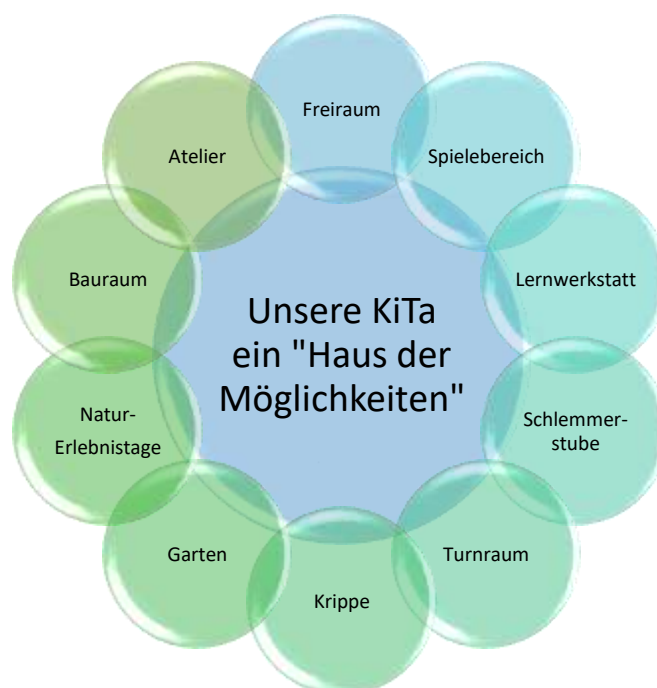 Freiraum
Spielebereich
Lernwerkstatt
Schlemmer-
stube
Turnraum
Krippe
Garten
Natur-
Erlebnistage
Bauraum
Atelier
Unsere KiTa
ein "Haus der
Möglichkeiten"